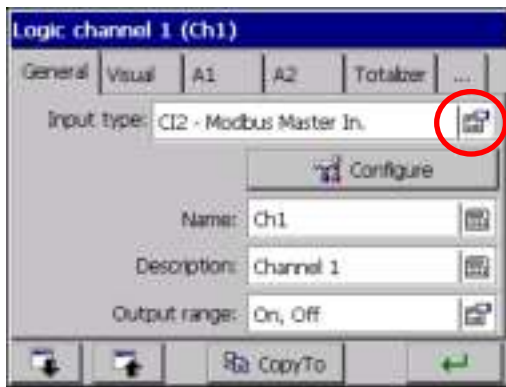 Logic channel 1 (Ch1)
General Visual A1 A2 Totalizer ...
Input type: CI2 - Modbus Master In.
Configure
Name: Ch1
Description: Channel 1
Output range: On, Off
CopyTo